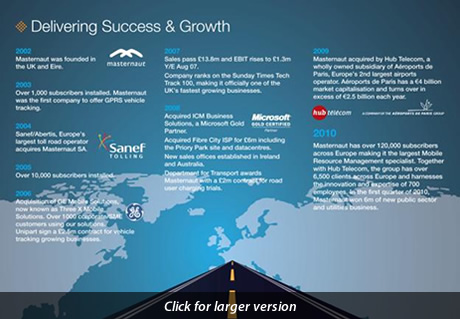 Delivering Success & Growth
2002
Masternaut was founded in
the UK and Eire.
masternaut
2003
Over 1,000 subscribers installed. Masternaut
was the first company to offer GPRS vehicle
tracking.
2004
Sanef/Abertis, Europe's
largest toll road operator
acquires Masternaut SA.
Sanef
TOLLING
2005
Over 10,000 subscribers installed.
2006
Acquisition of GE Mobile Solutions,
now known as Three X Mobile
Solutions. Over 1000 corporate/SME
customers using our solutions.
Unipart sign a £2.8m contract for vehicle
tracking growing businesses.
2007
Sales pass £13.8m and EBIT rises to £1.3m
Y/E Aug 07.
Company ranks on the Sunday Times Tech
Track 100, making it officially one of the
UK's fastest growing businesses.
2008
Acquired ICM Business
Solutions, a Microsoft Gold
Partner.
Microsoft
GOLD CERTIFIED
Partner
Acquired Fibre City ISP for £6m including
the Priory Park site and datacentres.
New sales offices established in Ireland
and Australia.
Department for Transport awards
Masternaut with a £2m contract for road
user charging trials.
2009
Masternaut acquired by Hub Telecom, a
wholly owned subsidiary of Aéroports de
Paris, Europe's 2nd largest airports
operator. Aéroports de Paris has a €4 billion
market capitalisation and turns over in
excess of €2.5 billion each year.
hub telecom
A COMPANY OF THE AEROPORTS DE PARIS GROUP
2010
Masternaut has over 120,000 subscribers
across Europe making it the largest Mobile
Resource Management specialist. Together
with Hub Telecom, the group has over
6,500 clients across Europe and harnesses
the innovation and expertise of 700
employees. In the first quarter of 2010,
Masternaut won 6m of new public sector
and utilities business.
Click for larger version